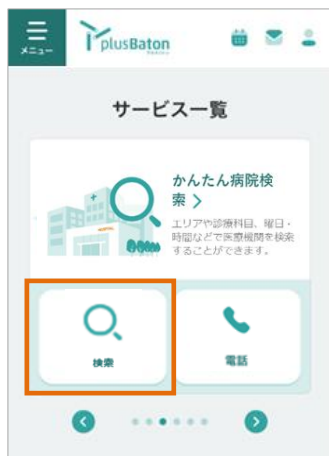 メニュー
plusBaton
サービス一覧
かんたん病院検
索 >
エリアや診療科目、曜日・
時間などで医療機関を検索
することができます。
検索
電話